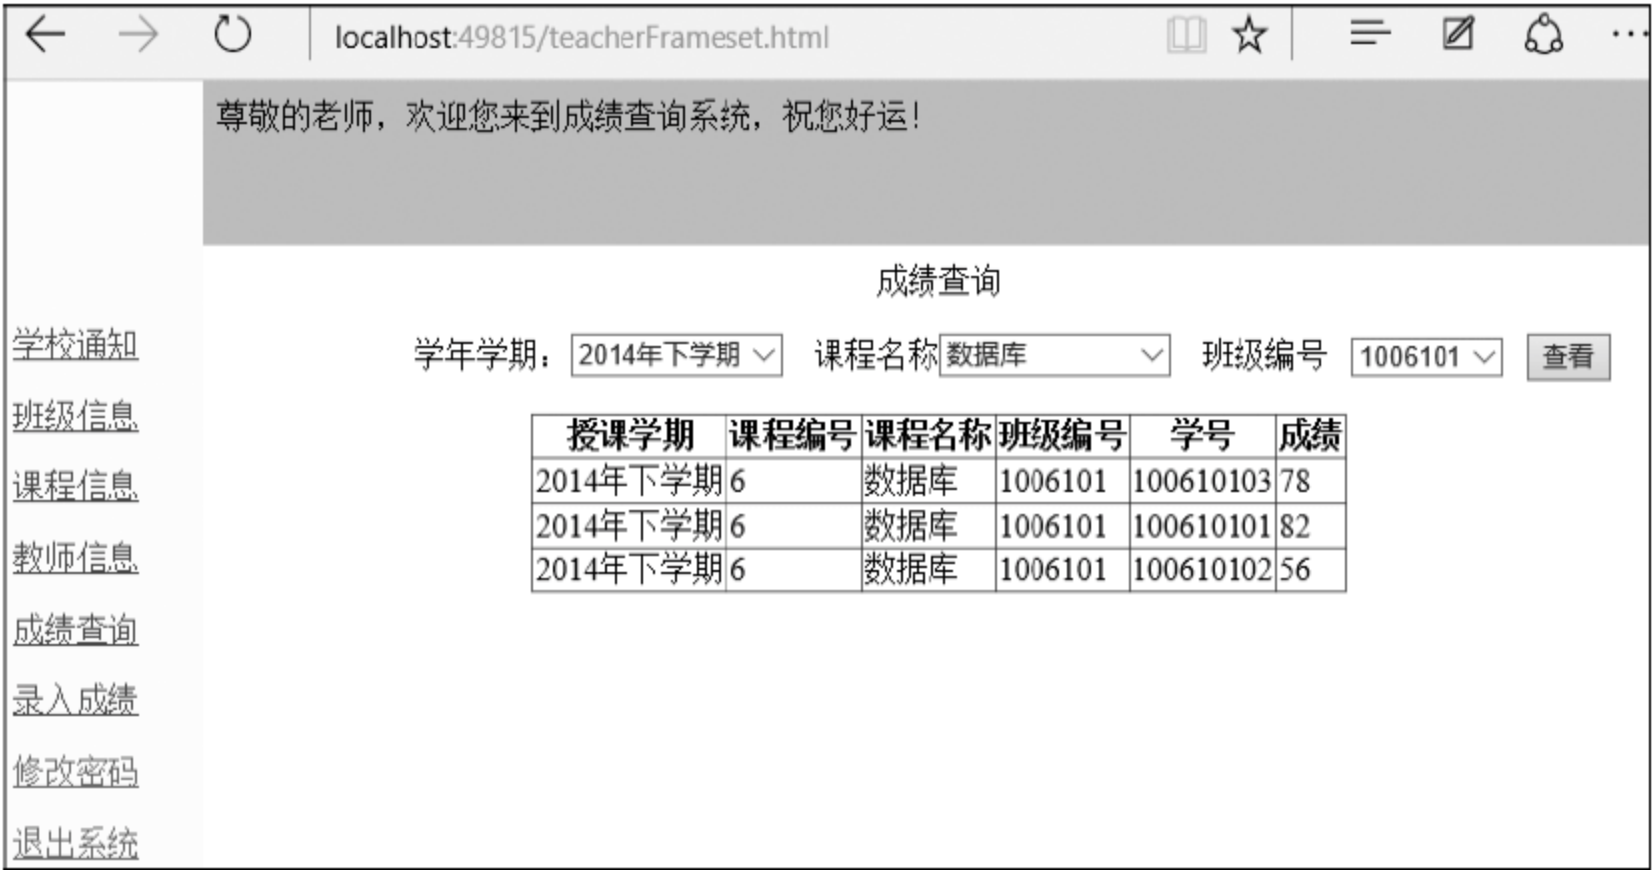 localhost:49815/teacherFrameset.html
尊敬的老师，欢迎您来到成绩查询系统，祝您好运！
学校通知
班级信息
课程信息
教师信息
成绩查询
录入成绩
修改密码
退出系统
成绩查询
学年学期： 2014年下学期 课程名称 数据库 班级编号 1006101 查看
授课学期 课程编号 课程名称 班级编号 学号 成绩
2014年下学期 6 数据库 1006101 100610103 78
2014年下学期 6 数据库 1006101 100610101 82
2014年下学期 6 数据库 1006101 100610102 56